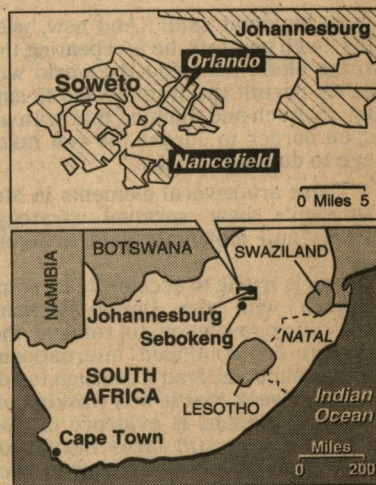 Johannesburg
Orlando
Soweto
Nancefield
0 Miles 5
BOTSWANA
SWAZILAND
NAMIBIA
Johannesburg
Sebokeng
NATAL
SOUTH
AFRICA
LESOTHO
Indian
Ocean
Cape Town
Miles
0 200